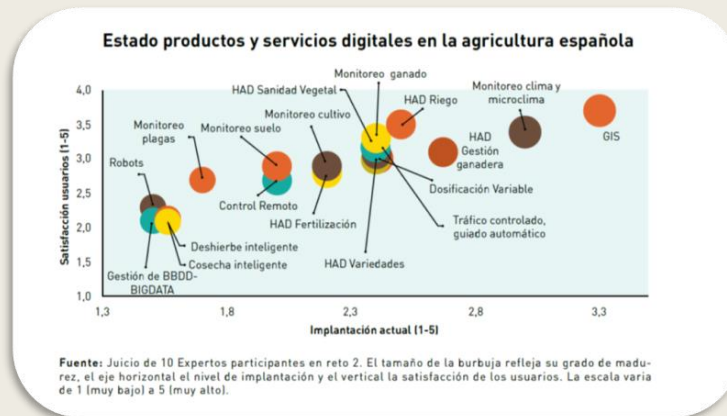 Estado productos y servicios digitales en la agricultura española
Satisfacción usuarios (1-5)
4,0
3,5
3,0
2,5
2,0
1,5
1,0
Robots
Monitoreo
plagas
Monitoreo suelo
Monitoreo cultivo
HAD Sanidad Vegetal
Monitoreo ganado
HAD Riego
Monitoreo clima y
microclima
GIS
HAD
Gestión
ganadera
Dosificación Variable
Tráfico controlado,
guiado automático
Control Remoto
HAD Fertilización
HAD Variedades
Deshierbe inteligente
Cosecha inteligente
Gestión de BBDD-
BIGDATA
1,3
1,8
2,3
2,8
3,3
Implantación actual (1-5)
Fuente: Juicio de 10 Expertos participantes en reto 2. El tamaño de la burbuja refleja su grado de madu-
rez, el eje horizontal el nivel de implantación y el vertical la satisfacción de los usuarios. La escala varia
de 1 (muy bajo) a 5 (muy alto).